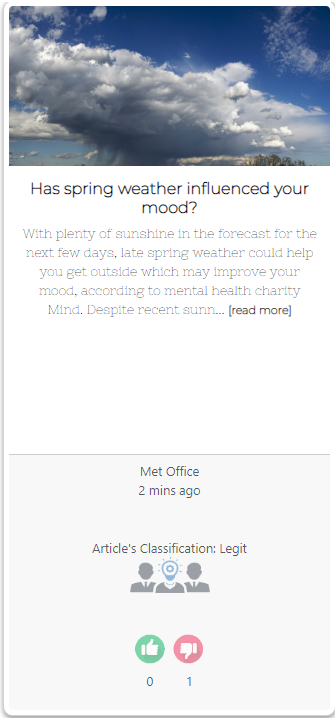 Has spring weather influenced your
mood?
With plenty of sunshine in the forecast for the
next few days, late spring weather could help
you get outside which may improve your
mood, according to mental health charity
Mind. Despite recent sunn... [read more]
Met Office
2 mins ago
Article's Classification: Legit
0 1